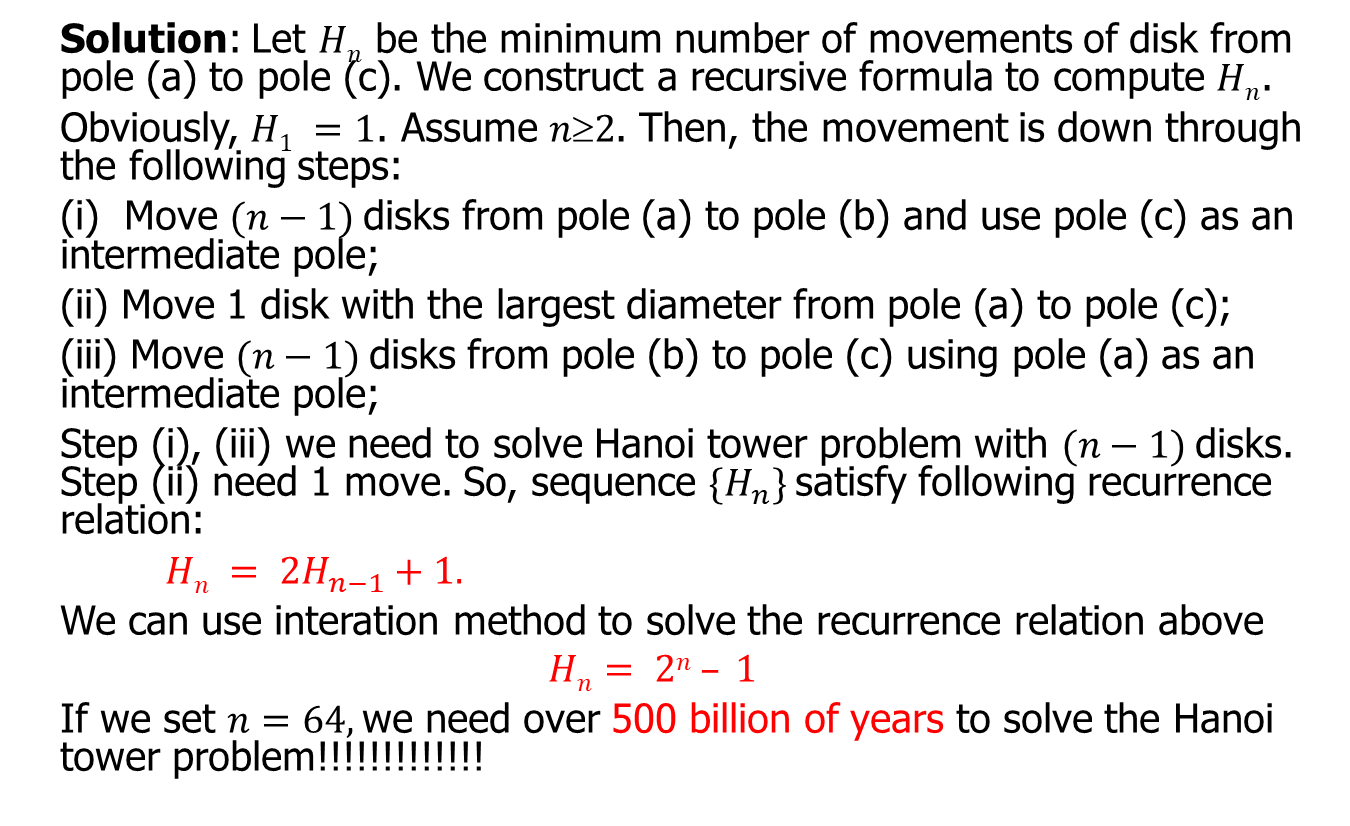 Solution: Let Hₙ be the minimum number of movements of disk from
pole (a) to pole (c). We construct a recursive formula to compute Hₙ.
Obviously, H₁ = 1. Assume n≥2. Then, the movement is down through
the following steps:
(i) Move (n − 1) disks from pole (a) to pole (b) and use pole (c) as an
intermediate pole;
(ii) Move 1 disk with the largest diameter from pole (a) to pole (c);
(iii) Move (n − 1) disks from pole (b) to pole (c) using pole (a) as an
intermediate pole;
Step (i), (iii) we need to solve Hanoi tower problem with (n − 1) disks.
Step (ii) need 1 move. So, sequence {Hₙ} satisfy following recurrence
relation:
Hₙ = 2Hₙ₋₁ + 1.
We can use interation method to solve the recurrence relation above
Hₙ = 2ⁿ – 1
If we set n = 64, we need over 500 billion of years to solve the Hanoi
tower problem!!!!!!!!!!!!!